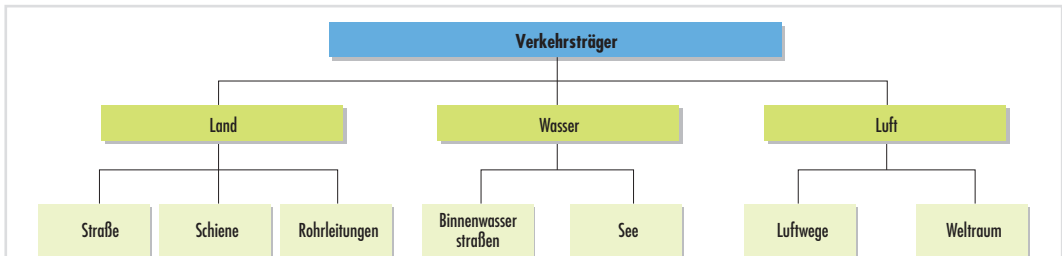 Verkehrsträger
Land
Wasser
Luft
Straße
Schiene
Rohrleitungen
Binnenwasser
straßen
See
Luftwege
Weltraum